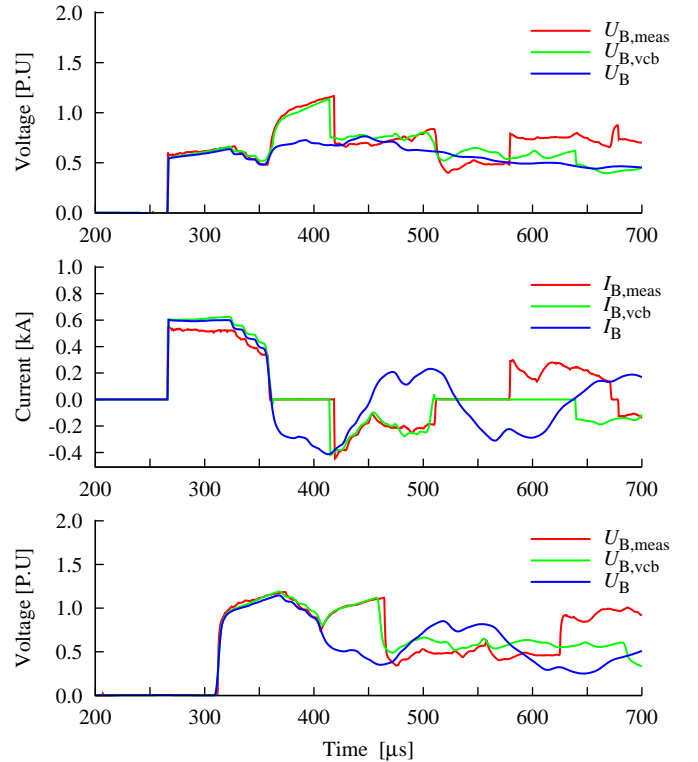 2.0
1.5
1.0
0.5
0.0
Voltage [P.U]
U_B,meas
U_B,vcb
U_B
200 300 400 500 600 700
1.0
0.8
0.6
0.4
0.2
0.0
-0.2
-0.4
Current [kA]
I_B,meas
I_B,vcb
I_B
200 300 400 500 600 700
2.0
1.5
1.0
0.5
0.0
Voltage [P.U]
U_B,meas
U_B,vcb
U_B
200 300 400 500 600 700
Time [μs]